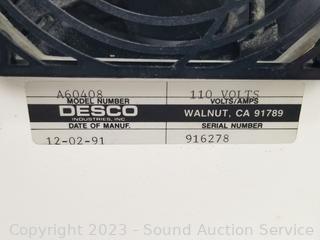 A60408 110 VOLTS
MODEL NUMBER VOLTS/AMPS
DESCO
INDUSTRIES, INC. WALNUT, CA 91789
DATE OF MANUF. SERIAL NUMBER
12-02-91 916278
Copyright 2023 - Sound Auction Service